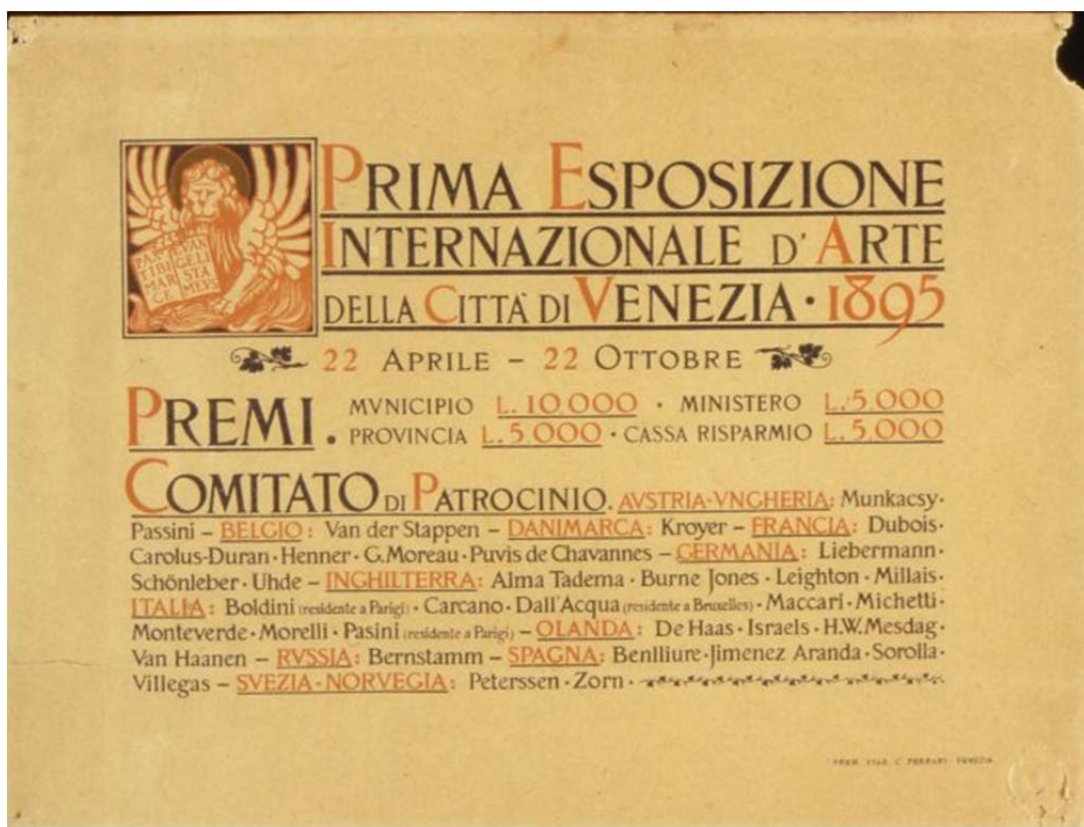 PAX TIBI MARCE EVANGELISTA MEVS
PRIMA ESPOSIZIONE
INTERNAZIONALE D'ARTE
DELLA CITTÀ DI VENEZIA · 1895
22 APRILE – 22 OTTOBRE
PREMI. MVNICIPIO L. 10.000 · MINISTERO L. 5.000
PROVINCIA L. 5.000 · CASSA RISPARMIO L. 5.000
COMITATO DI PATROCINIO. AVSTRIA-VNGHERIA: Munkacsy·
Passini – BELGIO: Van der Stappen – DANIMARCA: Kroyer – FRANCIA: Dubois·
Carolus-Duran · Henner · G. Moreau · Puvis de Chavannes – GERMANIA: Liebermann·
Schönleber · Uhde – INGHILTERRA: Alma Tadema · Burne Jones · Leighton · Millais·
ITALIA: Boldini (residente a Parigi) · Carcano · Dall'Acqua (residente a Bruxelles) · Maccari · Michetti·
Monteverde · Morelli · Pasini (residente a Parigi) – OLANDA: De Haas · Israels · H.W. Mesdag·
Van Haanen – RVSSIA: Bernstamm – SPAGNA: Benlliure · Jimenez Aranda · Sorolla·
Villegas – SVEZIA-NORVEGIA: Peterssen · Zorn ·
PREM. STAB. C. FERRARI · VENEZIA